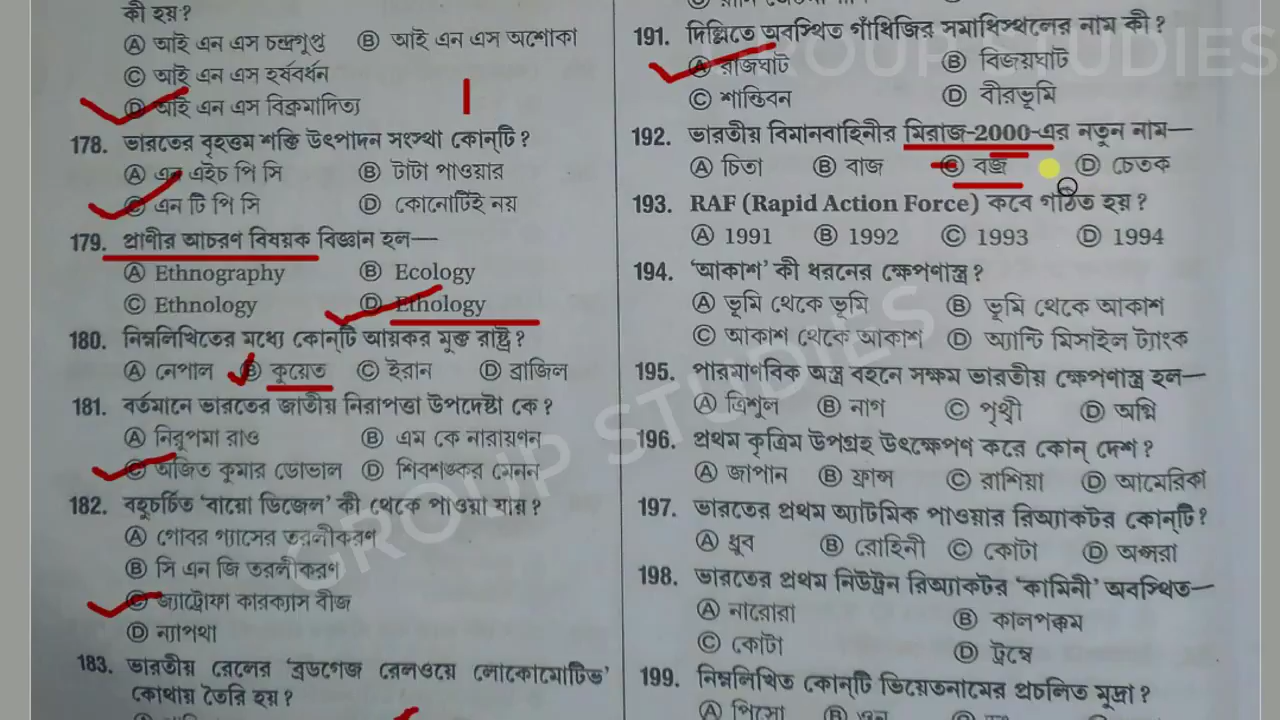 কী হয়?
Ⓐ আই এন এস চন্দ্রগুপ্ত Ⓑ আই এন এস অশোকা
Ⓒ আই এন এস হর্ষবর্ধন
Ⓓ আই এন এস বিক্রমাদিত্য
178. ভারতের বৃহত্তম শক্তি উৎপাদন সংস্থা কোন্‌টি?
Ⓐ এন এইচ পি সি Ⓑ টাটা পাওয়ার
Ⓒ এন টি পি সি Ⓓ কোনোটিই নয়
179. প্রাণীর আচরণ বিষয়ক বিজ্ঞান হল—
Ⓐ Ethnography Ⓑ Ecology
Ⓒ Ethnology Ⓓ Ethology
180. নিম্নলিখিতের মধ্যে কোন্‌টি আয়কর মুক্ত রাষ্ট্র?
Ⓐ নেপাল Ⓑ কুয়েত Ⓒ ইরান Ⓓ ব্রাজিল
181. বর্তমানে ভারতের জাতীয় নিরাপত্তা উপদেষ্টা কে?
Ⓐ নিরুপমা রাও Ⓑ এম কে নারায়ণন
Ⓒ অজিত কুমার ডোভাল Ⓓ শিবশঙ্কর মেনন
182. বহুচর্চিত ‘বায়ো ডিজেল’ কী থেকে পাওয়া যায়?
Ⓐ গোবর গ্যাসের তরলীকরণ
Ⓑ সি এন জি তরলীকরণ
Ⓒ জ্যাট্রোফা কারক্যাস বীজ
Ⓓ ন্যাপথা
183. ভারতীয় রেলের ‘ব্রডগেজ রেলওয়ে লোকোমোটিভ’
কোথায় তৈরি হয়?
191. দিল্লিতে অবস্থিত গাঁধিজির সমাধিস্থলের নাম কী?
Ⓐ রাজঘাট Ⓑ বিজয়ঘাট
Ⓒ শান্তিবন Ⓓ বীরভূমি
192. ভারতীয় বিমানবাহিনীর মিরাজ-2000-এর নতুন নাম—
Ⓐ চিতা Ⓑ বাজ Ⓒ বজ্র Ⓓ চেতক
193. RAF (Rapid Action Force) কবে গঠিত হয়?
Ⓐ 1991 Ⓑ 1992 Ⓒ 1993 Ⓓ 1994
194. ‘আকাশ’ কী ধরনের ক্ষেপণাস্ত্র?
Ⓐ ভূমি থেকে ভূমি Ⓑ ভূমি থেকে আকাশ
Ⓒ আকাশ থেকে আকাশ Ⓓ অ্যান্টি মিসাইল ট্যাংক
195. পারমাণবিক অস্ত্র বহনে সক্ষম ভারতীয় ক্ষেপণাস্ত্র হল—
Ⓐ ত্রিশূল Ⓑ নাগ Ⓒ পৃথ্বী Ⓓ অগ্নি
196. প্রথম কৃত্রিম উপগ্রহ উৎক্ষেপণ করে কোন্ দেশ?
Ⓐ জাপান Ⓑ ফ্রান্স Ⓒ রাশিয়া Ⓓ আমেরিকা
197. ভারতের প্রথম অ্যাটমিক পাওয়ার রিঅ্যাকটর কোন্‌টি?
Ⓐ ধ্রুব Ⓑ রোহিনী Ⓒ কোটা Ⓓ অপ্সরা
198. ভারতের প্রথম নিউট্রন রিঅ্যাকটর ‘কামিনী’ অবস্থিত—
Ⓐ নারোরা Ⓑ কালপক্কম
Ⓒ কোটা Ⓓ ট্রম্বে
199. নিম্নলিখিত কোন্‌টি ভিয়েতনামের প্রচলিত মুদ্রা?
Ⓐ পিসো
GROUP STUDIES
GROUP STUDIES